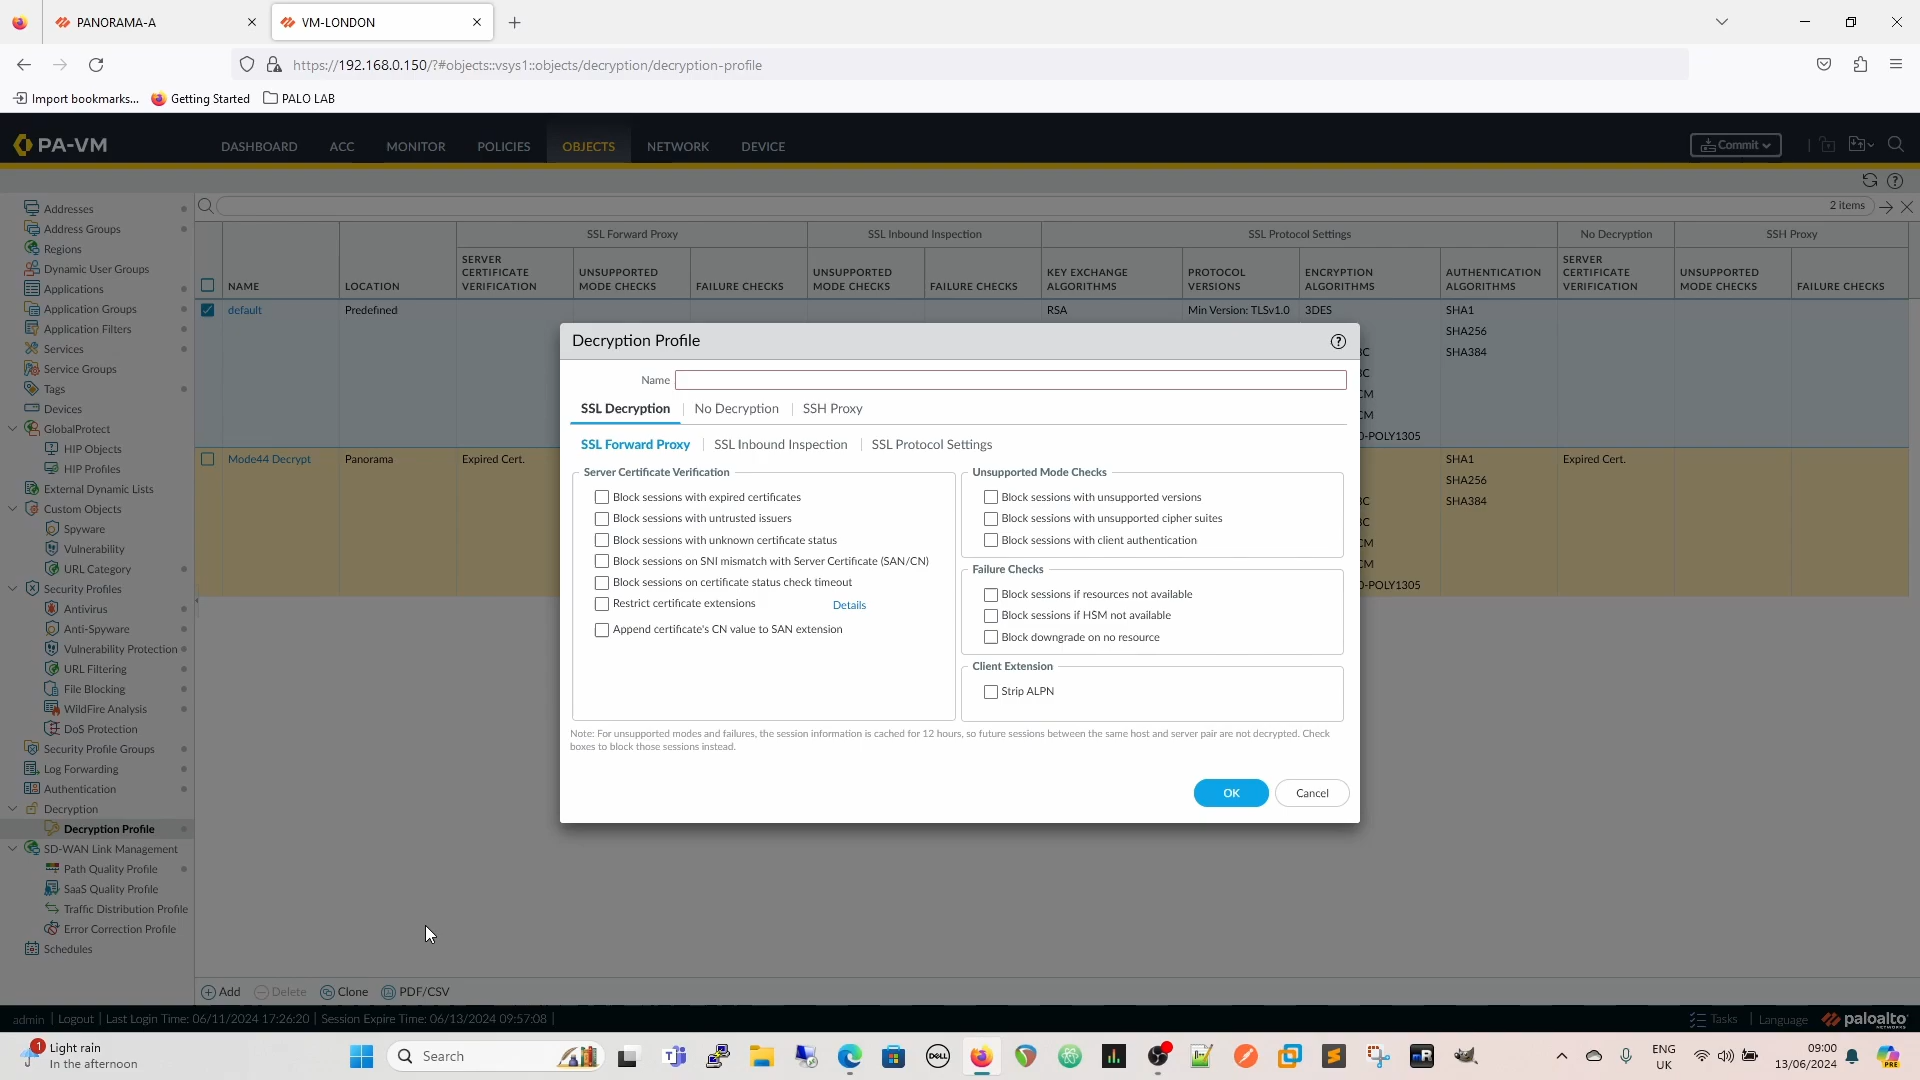 PANORAMA-A
VM-LONDON
https://192.168.0.150/?#objects::vsys1::objects/decryption/decryption-profile
Import bookmarks...
Getting Started
PALO LAB
PA-VM
DASHBOARD
ACC
MONITOR
POLICIES
OBJECTS
NETWORK
DEVICE
Commit
Addresses
Address Groups
Regions
Dynamic User Groups
Applications
Application Groups
Application Filters
Services
Service Groups
Tags
Devices
GlobalProtect
HIP Objects
HIP Profiles
External Dynamic Lists
Custom Objects
Spyware
Vulnerability
URL Category
Security Profiles
Antivirus
Anti-Spyware
Vulnerability Protection
URL Filtering
File Blocking
WildFire Analysis
DoS Protection
Security Profile Groups
Log Forwarding
Authentication
Decryption
Decryption Profile
SD-WAN Link Management
Path Quality Profile
SaaS Quality Profile
Traffic Distribution Profile
Error Correction Profile
Schedules
2 items
SSL Forward Proxy
SSL Inbound Inspection
SSL Protocol Settings
No Decryption
SSH Proxy
NAME
LOCATION
SERVER
CERTIFICATE
VERIFICATION
UNSUPPORTED
MODE CHECKS
FAILURE CHECKS
UNSUPPORTED
MODE CHECKS
FAILURE CHECKS
KEY EXCHANGE
ALGORITHMS
PROTOCOL
VERSIONS
ENCRYPTION
ALGORITHMS
AUTHENTICATION
ALGORITHMS
SERVER
CERTIFICATE
VERIFICATION
UNSUPPORTED
MODE CHECKS
FAILURE CHECKS
default
Predefined
RSA
Min Version: TLSv1.0
3DES
SHA1
SHA256
SHA384
BC
BC
CM
CM
0-POLY1305
Mode44 Decrypt
Panorama
Expired Cert.
SHA1
SHA256
SHA384
Expired Cert.
BC
BC
CM
CM
0-POLY1305
Decryption Profile
Name
SSL Decryption
No Decryption
SSH Proxy
SSL Forward Proxy
SSL Inbound Inspection
SSL Protocol Settings
Server Certificate Verification
Block sessions with expired certificates
Block sessions with untrusted issuers
Block sessions with unknown certificate status
Block sessions on SNI mismatch with Server Certificate (SAN/CN)
Block sessions on certificate status check timeout
Restrict certificate extensions
Details
Append certificate's CN value to SAN extension
Unsupported Mode Checks
Block sessions with unsupported versions
Block sessions with unsupported cipher suites
Block sessions with client authentication
Failure Checks
Block sessions if resources not available
Block sessions if HSM not available
Block downgrade on no resource
Client Extension
Strip ALPN
Note: For unsupported modes and failures, the session information is cached for 12 hours, so future sessions between the same host and server pair are not decrypted. Check
boxes to block those sessions instead.
OK
Cancel
Add
Delete
Clone
PDF/CSV
admin | Logout | Last Login Time: 06/11/2024 17:26:20 | Session Expire Time: 06/13/2024 09:57:08 |
Tasks | Language
paloalto
NETWORKS
1
Light rain
In the afternoon
Search
DELL
mR
ENG
UK
09:00
13/06/2024
PRE